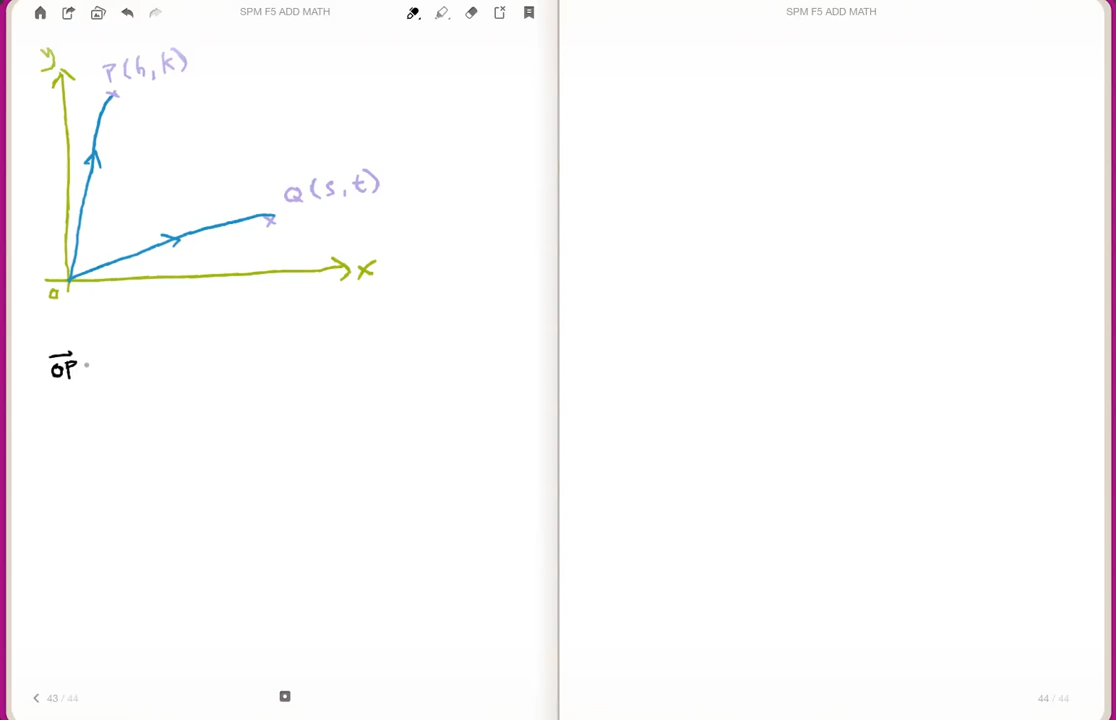 SPM F5 ADD MATH
SPM F5 ADD MATH
y
P(h,k)
Q(s,t)
x
O
OP
43 / 44
44 / 44